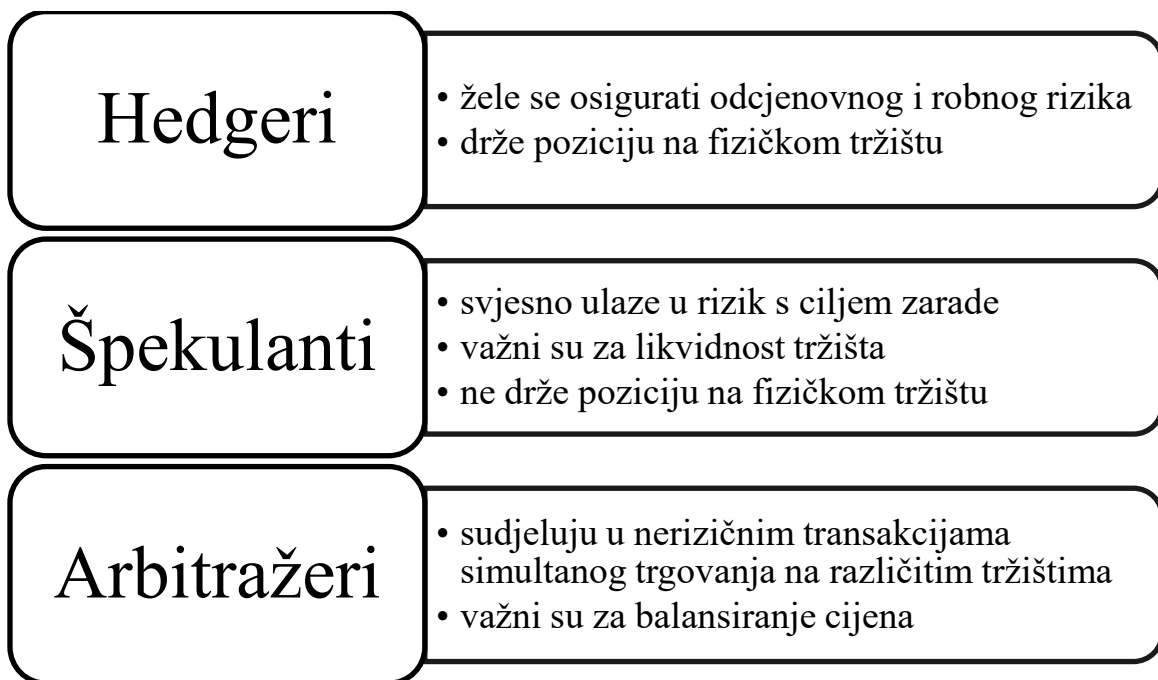 Hedgeri
• žele se osigurati odcjenovnog i robnog rizika
• drže poziciju na fizičkom tržištu
Špekulanti
• svjesno ulaze u rizik s ciljem zarade
• važni su za likvidnost tržišta
• ne drže poziciju na fizičkom tržištu
Arbitražeri
• sudjeluju u nerizičnim transakcijama
simultanog trgovanja na različitim tržištima
• važni su za balansiranje cijena